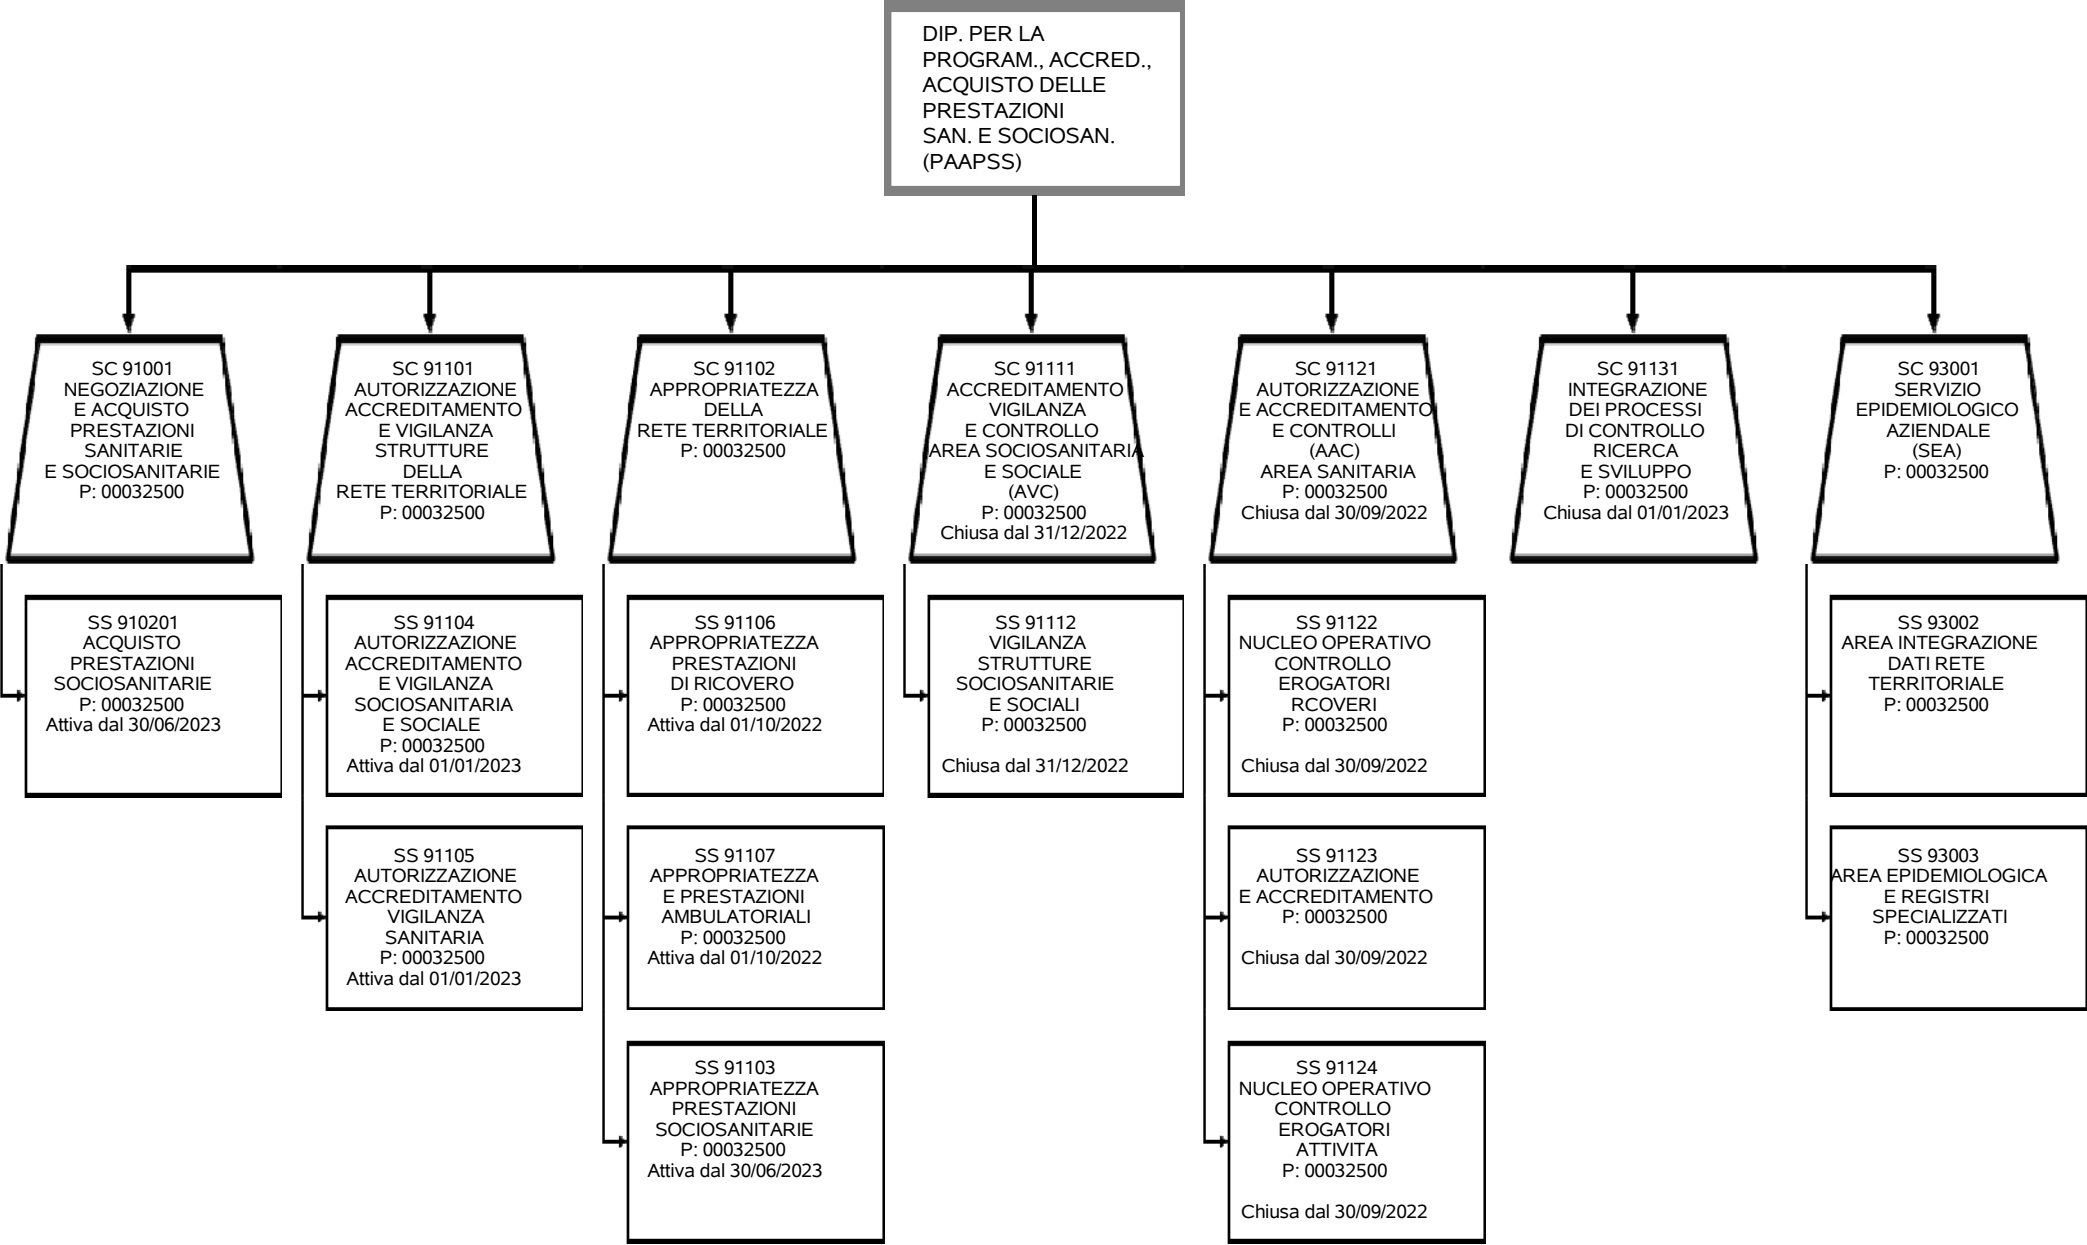 DIP. PER LA
PROGRAM., ACCRED.,
ACQUISTO DELLE
PRESTAZIONI
SAN. E SOCIOSAN.
(PAAPSS)
SC 91001
NEGOZIAZIONE
E ACQUISTO
PRESTAZIONI
SANITARIE
E SOCIOSANITARIE
P: 00032500
SC 91101
AUTORIZZAZIONE
ACCREDITAMENTO
E VIGILANZA
STRUTTURE
DELLA
RETE TERRITORIALE
P: 00032500
SC 91102
APPROPRIATEZZA
DELLA
RETE TERRITORIALE
P: 00032500
SC 91111
ACCREDITAMENTO
VIGILANZA
E CONTROLLO
AREA SOCIOSANITARIA
E SOCIALE
(AVC)
P: 00032500
Chiusa dal 31/12/2022
SC 91121
AUTORIZZAZIONE
E ACCREDITAMENTO
E CONTROLLI
(AAC)
AREA SANITARIA
P: 00032500
Chiusa dal 30/09/2022
SC 91131
INTEGRAZIONE
DEI PROCESSI
DI CONTROLLO
RICERCA
E SVILUPPO
P: 00032500
Chiusa dal 01/01/2023
SC 93001
SERVIZIO
EPIDEMIOLOGICO
AZIENDALE
(SEA)
P: 00032500
SS 910201
ACQUISTO
PRESTAZIONI
SOCIOSANITARIE
P: 00032500
Attiva dal 30/06/2023
SS 91104
AUTORIZZAZIONE
ACCREDITAMENTO
E VIGILANZA
SOCIOSANITARIA
E SOCIALE
P: 00032500
Attiva dal 01/01/2023
SS 91106
APPROPRIATEZZA
PRESTAZIONI
DI RICOVERO
P: 00032500
Attiva dal 01/10/2022
SS 91112
VIGILANZA
STRUTTURE
SOCIOSANITARIE
E SOCIALI
P: 00032500
Chiusa dal 31/12/2022
SS 91122
NUCLEO OPERATIVO
CONTROLLO
EROGATORI
RCOVERI
P: 00032500
Chiusa dal 30/09/2022
SS 93002
AREA INTEGRAZIONE
DATI RETE
TERRITORIALE
P: 00032500
SS 91105
AUTORIZZAZIONE
ACCREDITAMENTO
VIGILANZA
SANITARIA
P: 00032500
Attiva dal 01/01/2023
SS 91107
APPROPRIATEZZA
E PRESTAZIONI
AMBULATORIALI
P: 00032500
Attiva dal 01/10/2022
SS 91123
AUTORIZZAZIONE
E ACCREDITAMENTO
P: 00032500
Chiusa dal 30/09/2022
SS 93003
AREA EPIDEMIOLOGICA
E REGISTRI
SPECIALIZZATI
P: 00032500
SS 91103
APPROPRIATEZZA
PRESTAZIONI
SOCIOSANITARIE
P: 00032500
Attiva dal 30/06/2023
SS 91124
NUCLEO OPERATIVO
CONTROLLO
EROGATORI
ATTIVITA
P: 00032500
Chiusa dal 30/09/2022